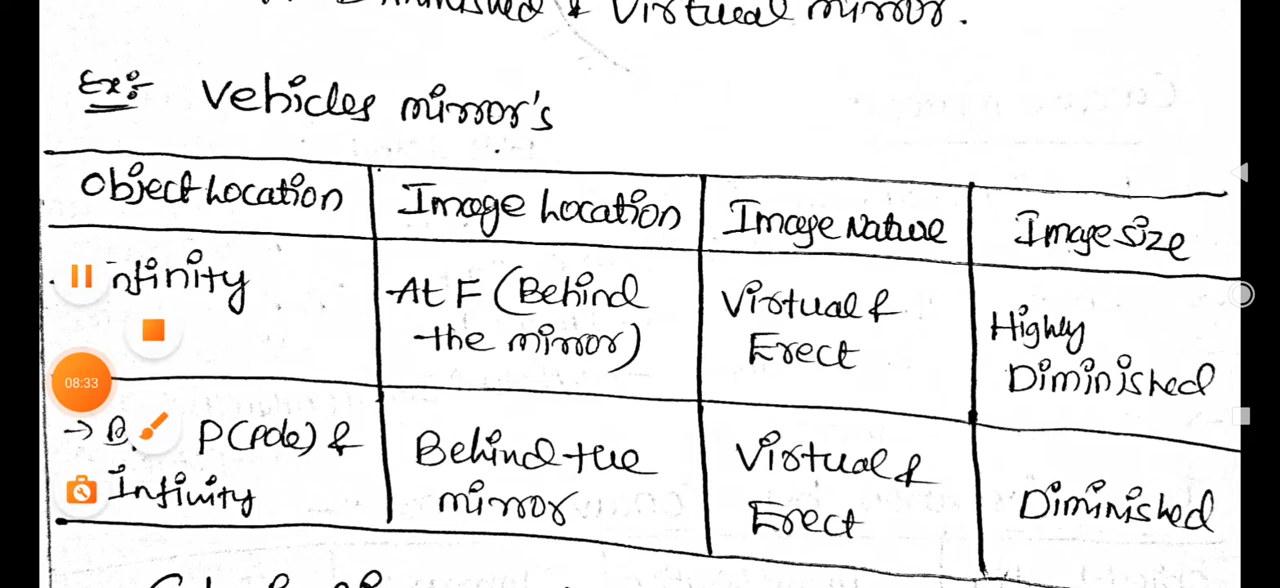 Diminished & Virtual mirror.
Ex:- Vehicles mirror's
Object Location Image Location Image Nature Image size
nfinity At F (Behind the mirror) Virtual & Erect Highly Diminished
08:33
→ P(pole) & Infinity Behind the mirror Virtual & Erect Diminished